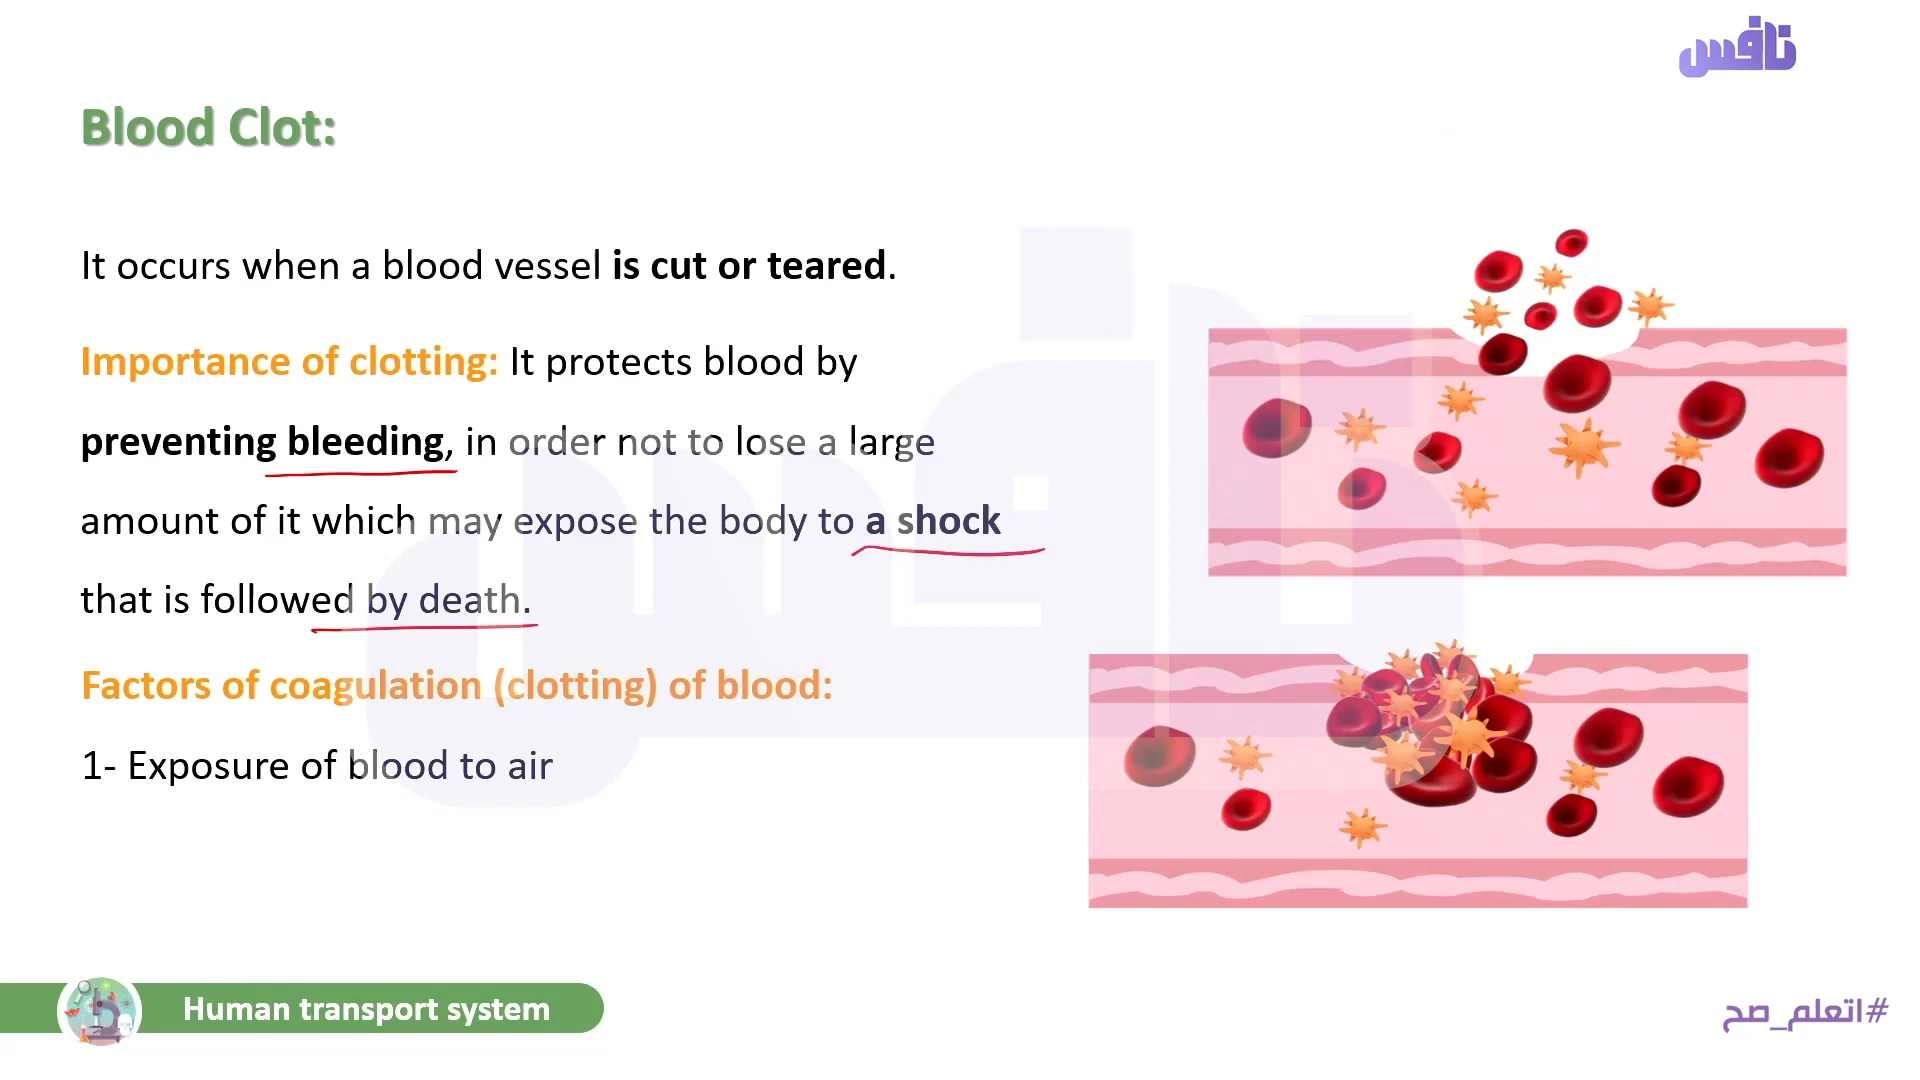 نافس
Blood Clot:
It occurs when a blood vessel is cut or teared.
Importance of clotting: It protects blood by
preventing bleeding, in order not to lose a large
amount of it which may expose the body to a shock
that is followed by death.
Factors of coagulation (clotting) of blood:
1- Exposure of blood to air
Human transport system
#اتعلم_صح